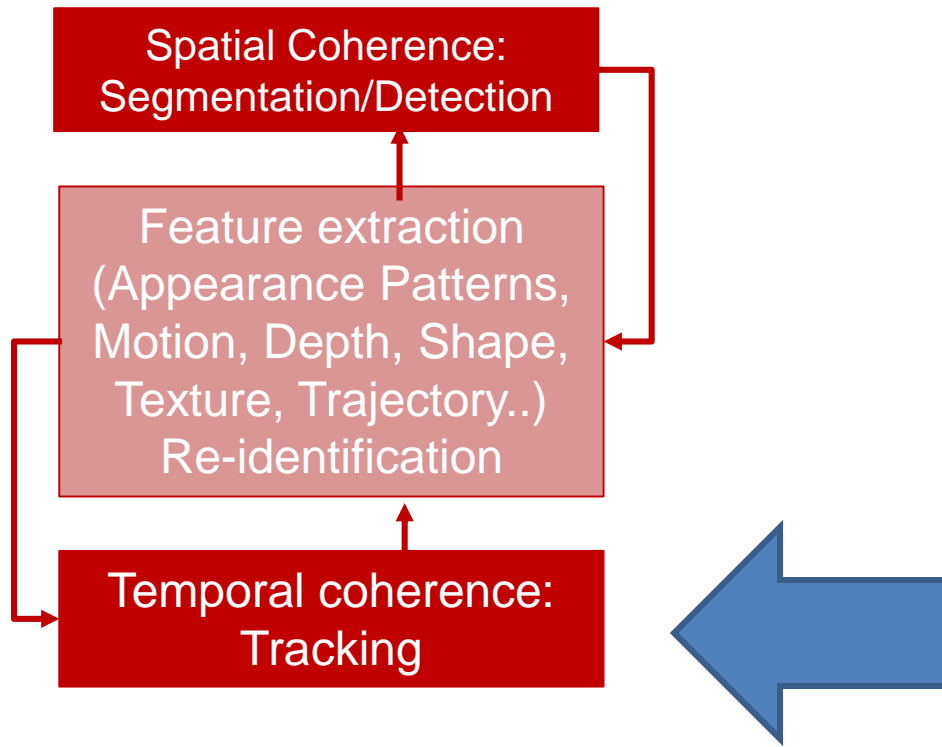 Spatial Coherence:
Segmentation/Detection
Feature extraction
(Appearance Patterns,
Motion, Depth, Shape,
Texture, Trajectory..)
Re-identification
Temporal coherence:
Tracking